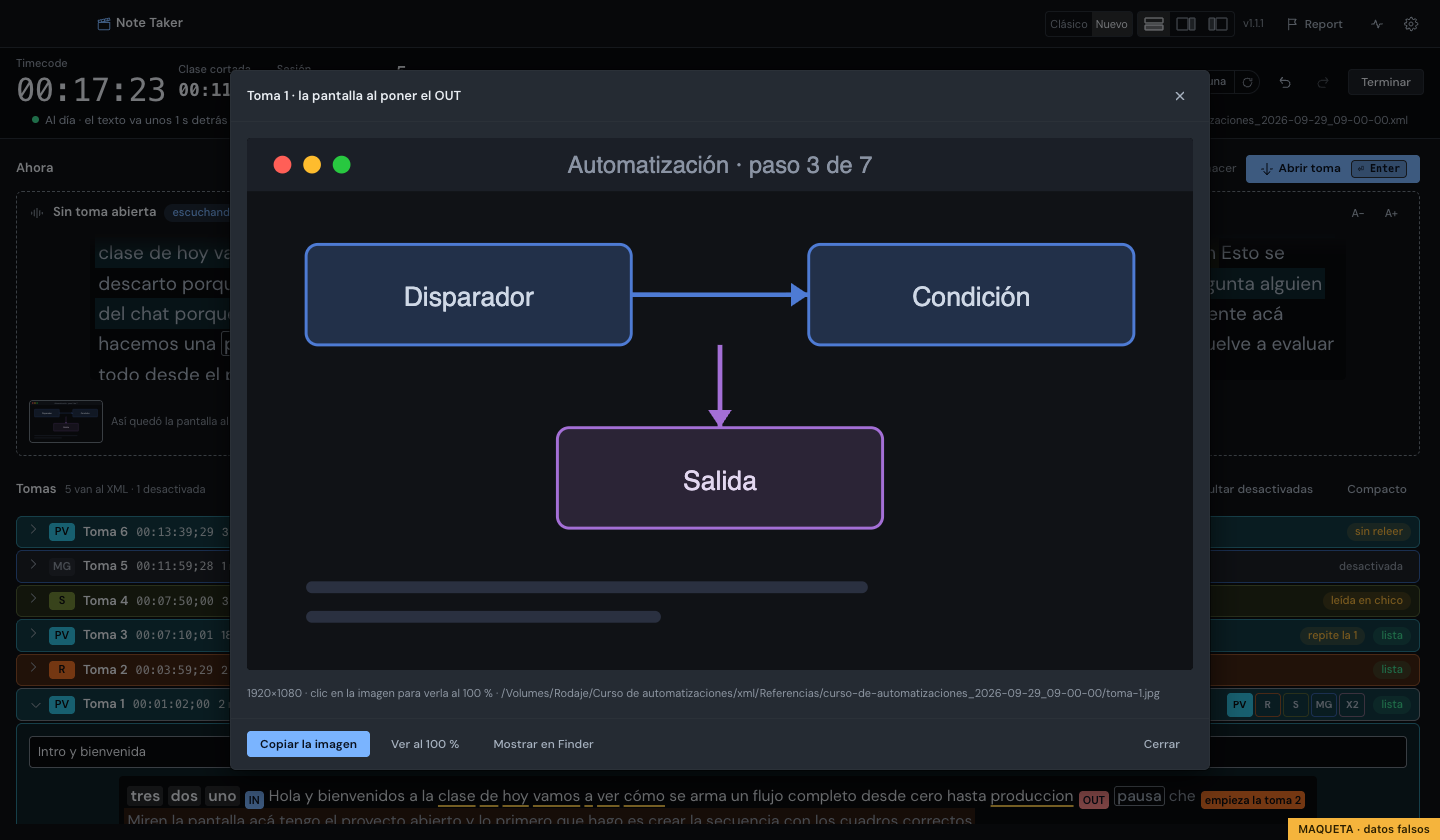 Note Taker
Clásico Nuevo
v1.1.1
Report
Timecode
00:17:23
Clase cortada
00:11
Sesión
Terminar
Al día · el texto va unos 1 s detrás
zaciones_2026-09-29_09-00-00.xml
Toma 1 · la pantalla al poner el OUT
Ahora
Abrir toma Enter
Sin toma abierta
A- A+
clase de hoy
Esto se
descarto
alguien
del chat
acá
hacemos una
a evaluar
todo desde el
Así quedó la pantalla al
Automatización · paso 3 de 7
Disparador
Condición
Salida
Tomas 5 van al XML · 1 desactivada
desactivadas
Compacto
PV Toma 6 00:13:39;29
sin releer
MG Toma 5 00:11:59;28
desactivada
S Toma 4 00:07:50;00
leída en chico
PV Toma 3 00:07:10;01
repite la 1 lista
R Toma 2 00:03:59;29
lista
PV Toma 1 00:01:02;00
PV R S MG X2 lista
1920×1080 · clic en la imagen para verla al 100 % · /Volumes/Rodaje/Curso de automatizaciones/xml/Referencias/curso-de-automatizaciones_2026-09-29_09-00-00/toma-1.jpg
Copiar la imagen
Ver al 100 %
Mostrar en Finder
Cerrar
Intro y bienvenida
tres dos uno IN Hola y bienvenidos a la clase de hoy vamos a ver cómo se arma un flujo completo desde cero hasta produccion OUT pausa che empieza la toma 2
Miren la pantalla acá tengo el proyecto abierto y lo primero que hago es crear la secuencia con los cuadros correctos
MAQUETA · datos falsos